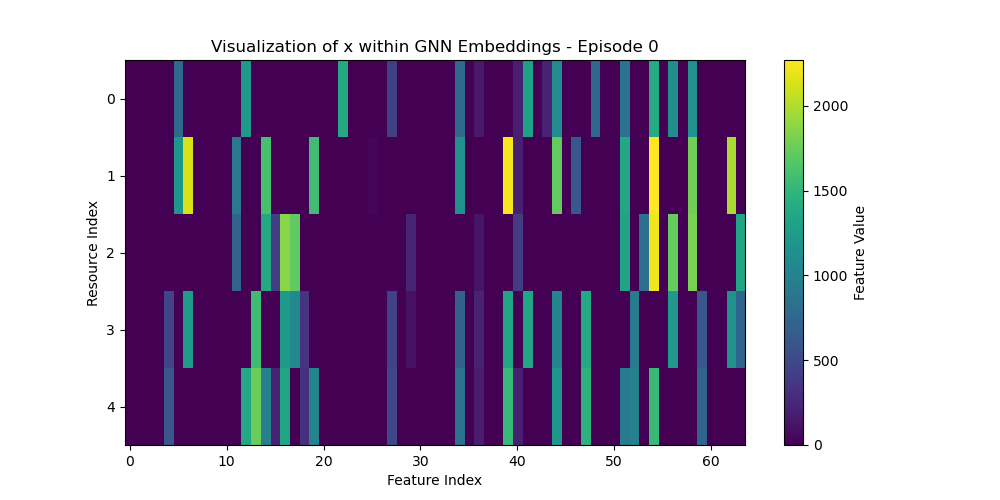 Visualization of x within GNN Embeddings - Episode 0
Resource Index
0
1
2
3
4
0 10 20 30 40 50 60
Feature Index
2000
1500
1000
500
0
Feature Value